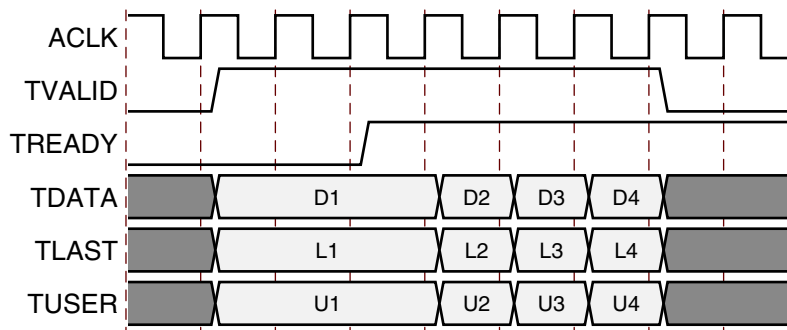 ACLK
TVALID
TREADY
TDATA D1 D2 D3 D4
TLAST L1 L2 L3 L4
TUSER U1 U2 U3 U4